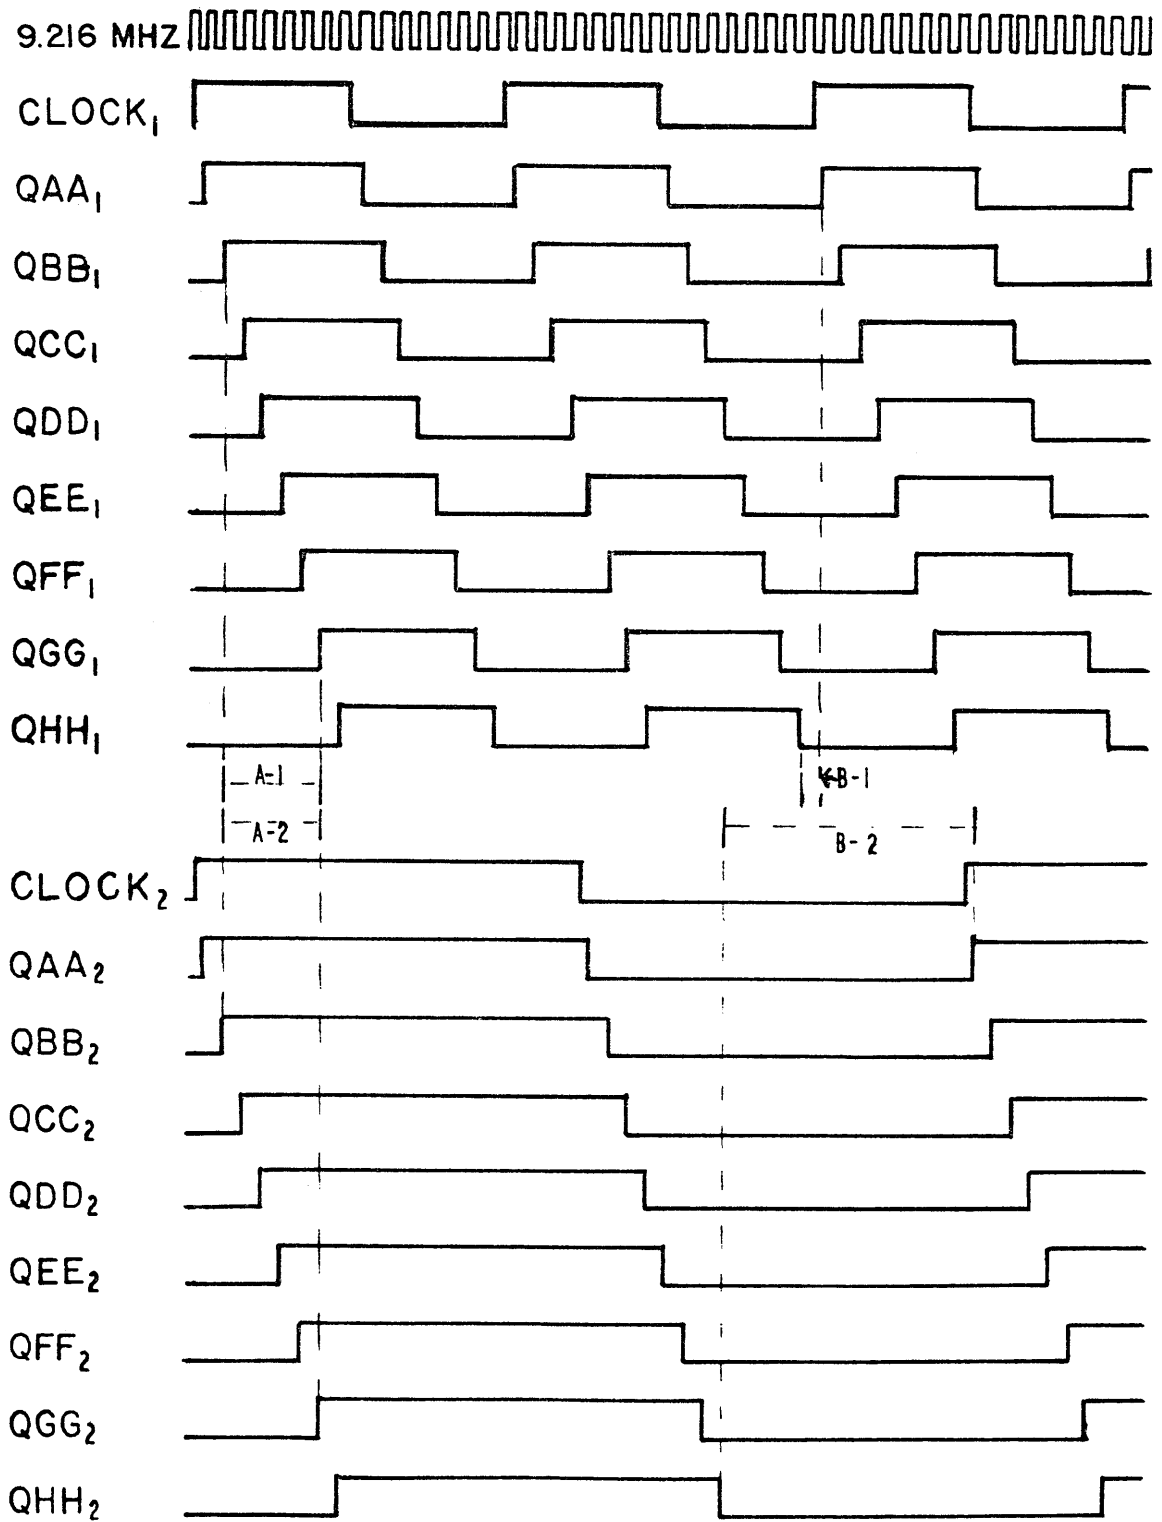 9.216 MHZ
CLOCK₁
QAA₁
QBB₁
QCC₁
QDD₁
QEE₁
QFF₁
QGG₁
QHH₁
A-1
B-1
A-2
B-2
CLOCK₂
QAA₂
QBB₂
QCC₂
QDD₂
QEE₂
QFF₂
QGG₂
QHH₂